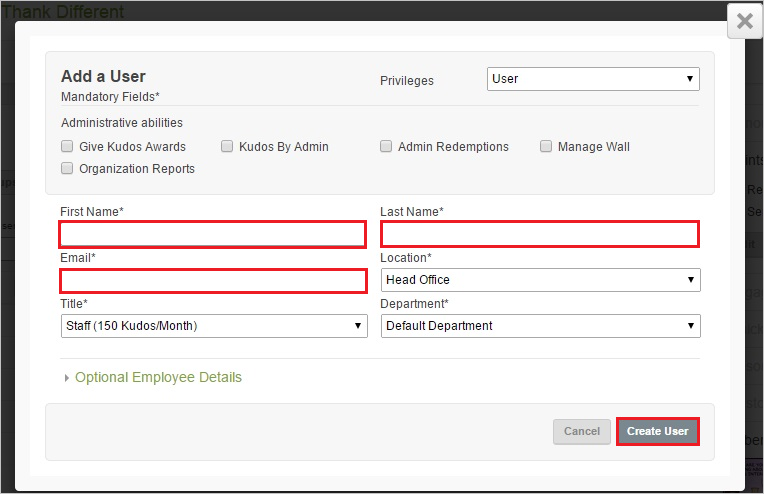 Thank Different
Add a User
Privileges
User
Mandatory Fields*
Administrative abilities
Give Kudos Awards
Kudos By Admin
Admin Redemptions
Manage Wall
Organization Reports
First Name*
Last Name*
Email*
Location*
Head Office
Title*
Department*
Staff (150 Kudos/Month)
Default Department
Optional Employee Details
Cancel
Create User